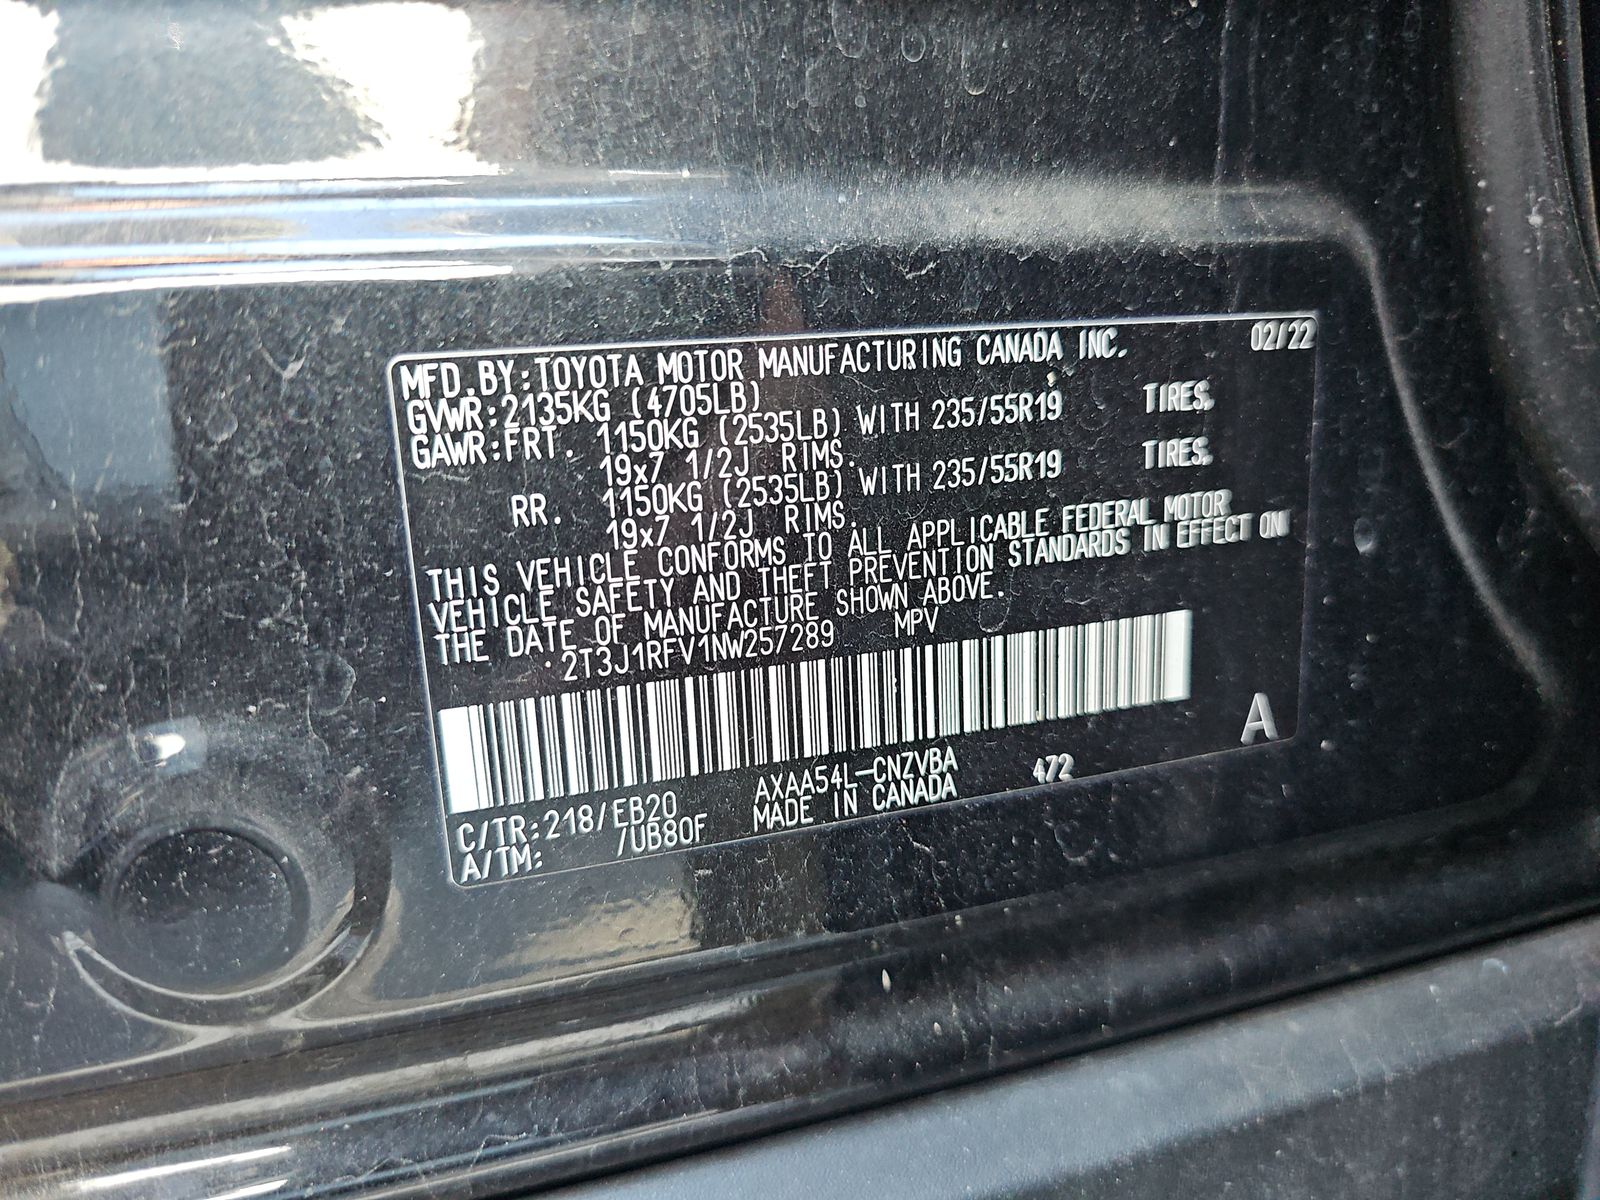 MFD.BY:TOYOTA MOTOR MANUFACTURING CANADA INC. 02/22
GVWR:2135KG (4705LB)
GAWR:FRT. 1150KG (2535LB) WITH 235/55R19 TIRES.
19x7 1/2J RIMS.
RR. 1150KG (2535LB) WITH 235/55R19 TIRES.
19x7 1/2J RIMS.
THIS VEHICLE CONFORMS TO ALL APPLICABLE FEDERAL MOTOR
VEHICLE SAFETY AND THEFT PREVENTION STANDARDS IN EFFECT ON
THE DATE OF MANUFACTURE SHOWN ABOVE.
2T3J1RFV1NW257289 MPV
A
C/TR:218/EB20 AXAA54L-CNZVBA 472
A/TM: /UB80F MADE IN CANADA